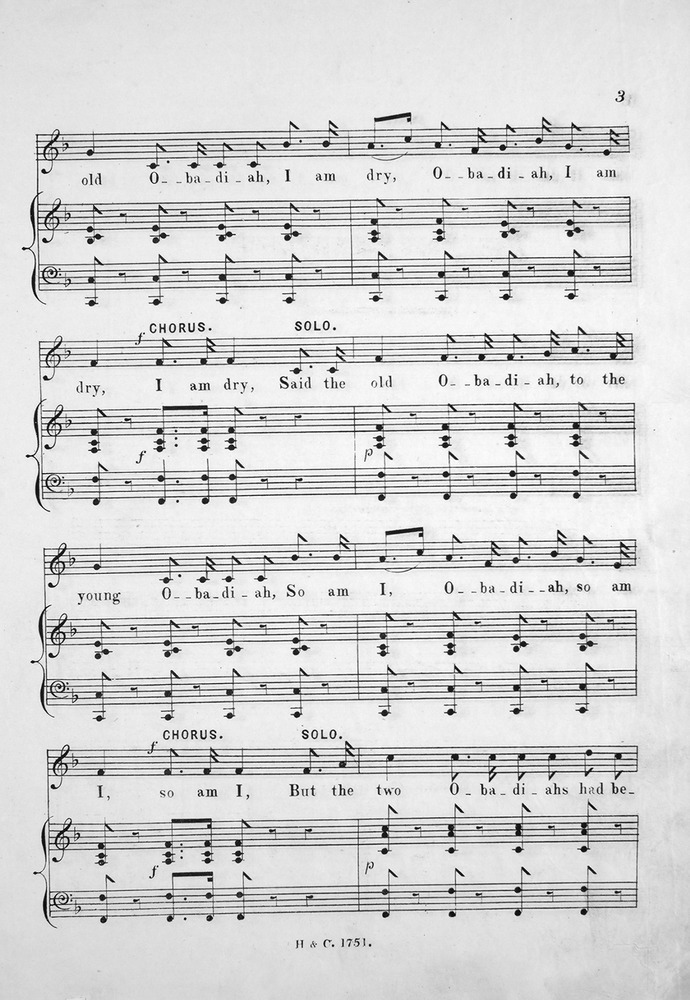 3
old O--ba-di-ah, I am dry, O--ba-di-ah, I am
f CHORUS. SOLO.
dry, I am dry, Said the old O--ba-di-ah, to the
f p
young O--ba-di-ah, So am I, O--ba-di--ah, so am
f CHORUS. SOLO.
I, so am I, But the two O-ba-di-ahs had be-
f p
H & C. 1751.